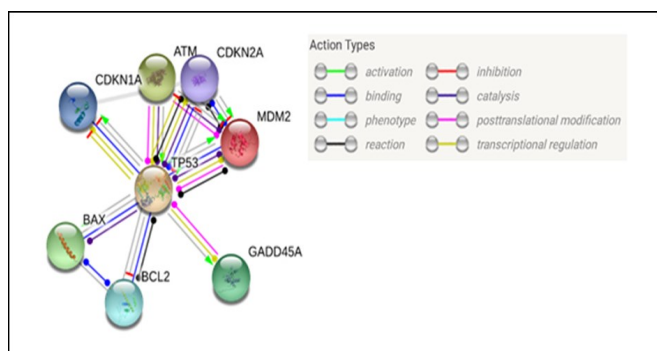 ATM
CDKN2A
CDKN1A
MDM2
TP53
BAX
BCL2
GADD45A
Action Types
activation
inhibition
binding
catalysis
phenotype
posttranslational modification
reaction
transcriptional regulation